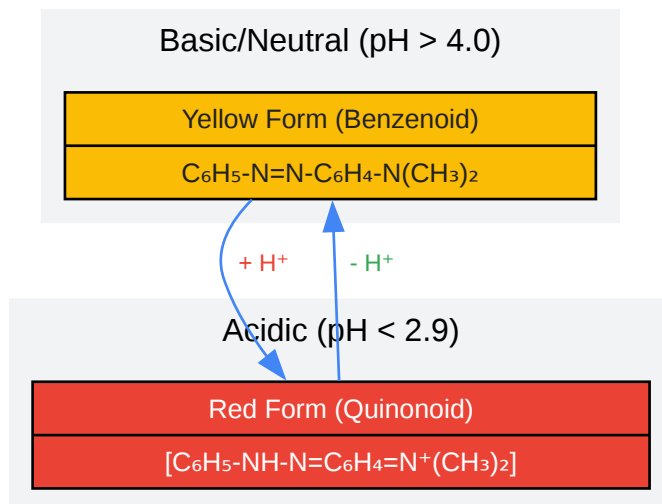 Basic/Neutral (pH > 4.0)
Yellow Form (Benzenoid)
C₆H₅-N=N-C₆H₄-N(CH₃)₂
+ H⁺
- H⁺
Acidic (pH < 2.9)
Red Form (Quinonoid)
[C₆H₅-NH-N=C₆H₄=N⁺(CH₃)₂]